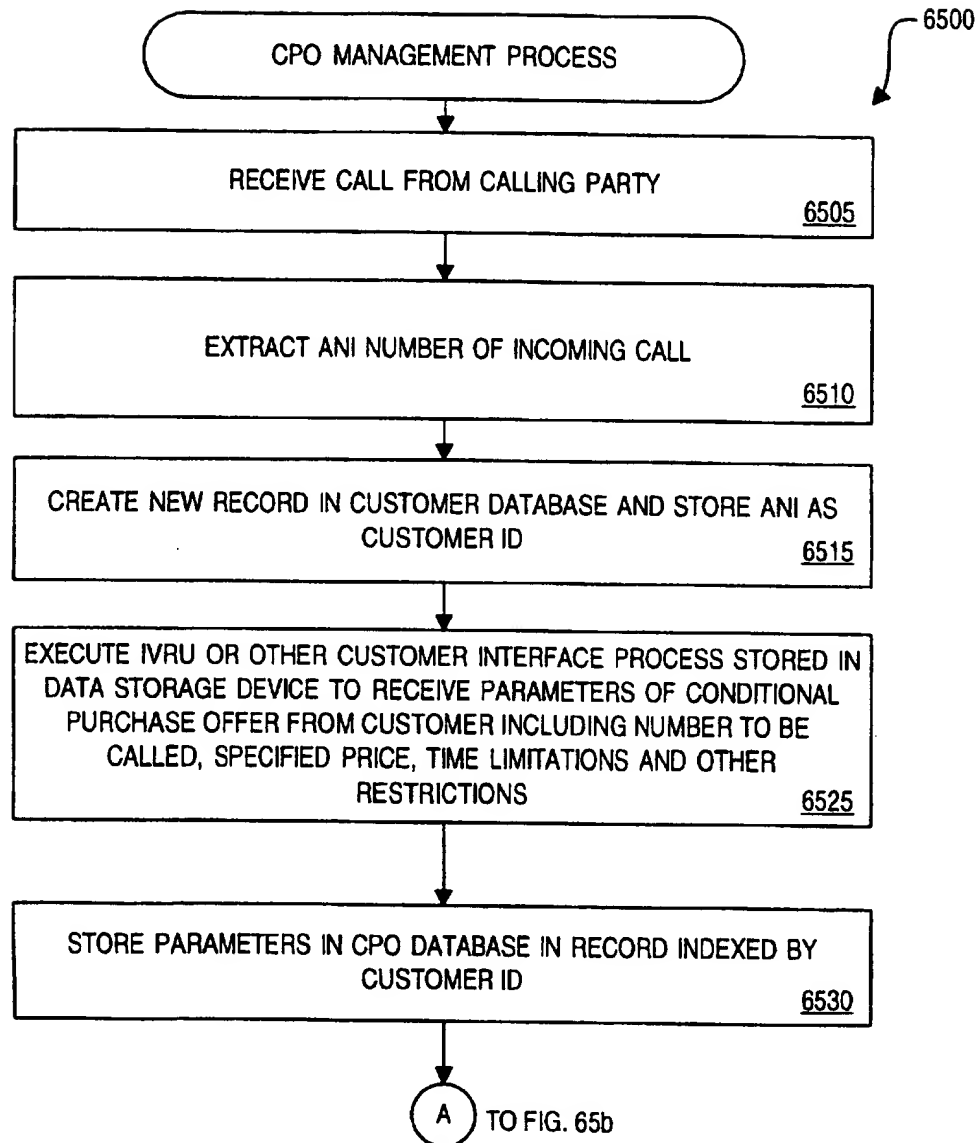 6500
CPO MANAGEMENT PROCESS
RECEIVE CALL FROM CALLING PARTY
6505
EXTRACT ANI NUMBER OF INCOMING CALL
6510
CREATE NEW RECORD IN CUSTOMER DATABASE AND STORE ANI AS
CUSTOMER ID
6515
EXECUTE IVRU OR OTHER CUSTOMER INTERFACE PROCESS STORED IN
DATA STORAGE DEVICE TO RECEIVE PARAMETERS OF CONDITIONAL
PURCHASE OFFER FROM CUSTOMER INCLUDING NUMBER TO BE
CALLED, SPECIFIED PRICE, TIME LIMITATIONS AND OTHER
RESTRICTIONS
6525
STORE PARAMETERS IN CPO DATABASE IN RECORD INDEXED BY
CUSTOMER ID
6530
A TO FIG. 65b